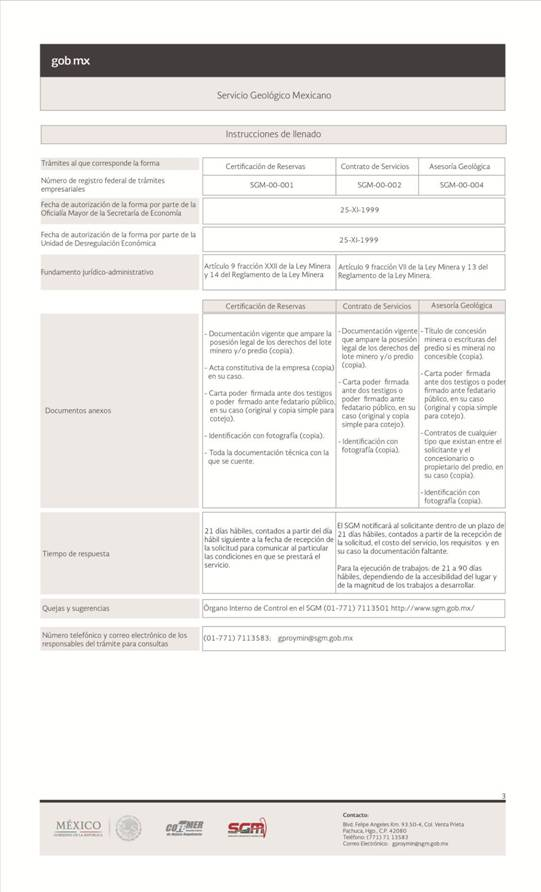 gob mx
Servicio Geológico Mexicano
Instrucciones de llenado
Trámites al que corresponde la forma
Certificación de Reservas
Contrato de Servicios
Asesoría Geológica
Número de registro federal de trámites
empresariales
SGM-00-001
SGM-00-002
SGM-00-004
Fecha de autorización de la forma por parte de la
Oficialía Mayor de la Secretaría de Economía
25-XI-1999
Fecha de autorización de la forma por parte de la
Unidad de Desregulación Económica
25-XI-1999
Fundamento jurídico-administrativo
Artículo 9 fracción XXII de la Ley Minera
y 14 del Reglamento de la Ley Minera
Artículo 9 fracción VII de la Ley Minera y 13 del
Reglamento de la Ley Minera.
Certificación de Reservas
Contrato de Servicios
Asesoría Geológica
Documentos anexos
- Documentación vigente que ampare la
posesión legal de los derechos del lote
minero y/o predio (copia).
- Acta constitutiva de la empresa (copia)
en su caso.
- Carta poder firmada ante dos testigos
o poder firmado ante fedatario público,
en su caso (original y copia simple para
cotejo).
- Identificación con fotografía (copia).
- Toda la documentación técnica con la
que se cuente.
- Documentación vigente
que ampare la posesión
legal de los derechos del
lote minero y/o predio
(copia).
- Carta poder firmada
ante dos testigos o
poder firmado ante
fedatario público, en su
caso (original y copia
simple para cotejo).
- Identificación con
fotografía (copia).
- Título de concesión
minera o escrituras del
predio si es mineral no
concesible (copia).
- Carta poder firmada
ante dos testigos o poder
firmado ante fedatario
público, en su caso
(original y copia simple
para cotejo).
- Contratos de cualquier
tipo que existan entre el
solicitante y el
concesionario o
propietario del predio, en
su caso (copia).
- Identificación con
fotografía (copia).
Tiempo de respuesta
21 días hábiles, contados a partir del día
hábil siguiente a la fecha de recepción de
la solicitud para comunicar al particular
las condiciones en que se prestará el
servicio.
El SGM notificará al solicitante dentro de un plazo de
21 días hábiles, contados a partir de la recepción de
la solicitud, el costo del servicio, los requisitos y en
su caso la documentación faltante.
Para la ejecución de trabajos: de 21 a 90 días
hábiles, dependiendo de la accesibilidad del lugar y
de la magnitud de los trabajos a desarrollar.
Quejas y sugerencias
Órgano Interno de Control en el SGM (01-771) 7113501 http://www.sgm.gob.mx/
Número telefónico y correo electrónico de los
responsables del trámite para consultas
(01-771) 7113583; gproymin@sgm.gob.mx
3
MÉXICO
GOBIERNO DE LA REPÚBLICA
COFEMER
SGM
Contacto:
Blvd. Felipe Angeles Km. 93.50-4, Col. Venta Prieta
Pachuca, Hgo., C.P. 42080
Teléfono: (771) 71 13583
Correo Electrónico: gproymin@sgm.gob.mx